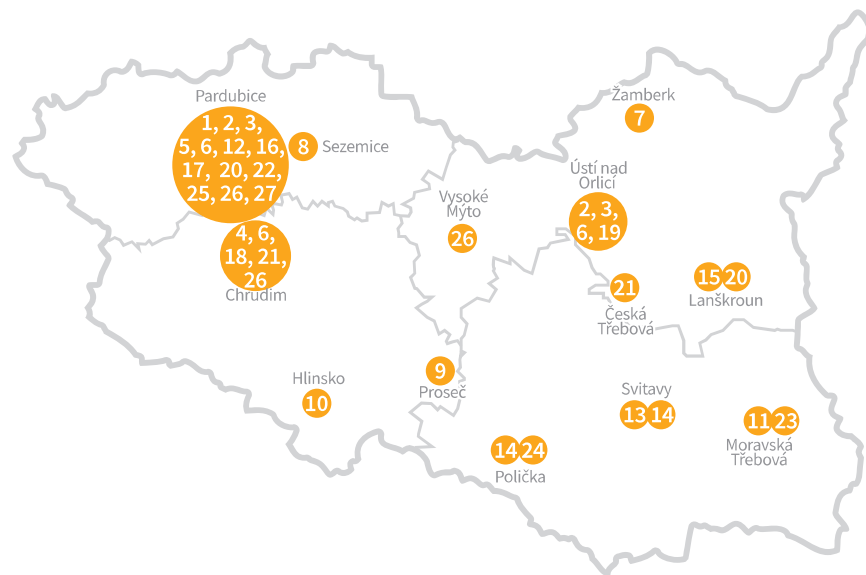 Pardubice
1, 2, 3,
5, 6, 12, 16,
17, 20, 22,
25, 26, 27
8
Sezemice
Žamberk
7
Ústí nad
Orlicí
2, 3,
6, 19
Vysoké
Mýto
26
4, 6,
18, 21,
26
Chrudim
21
Česká
Třebová
15
20
Lanškroun
Hlinsko
10
9
Proseč
Svitavy
13
14
11
23
Moravská
Třebová
14
24
Polička